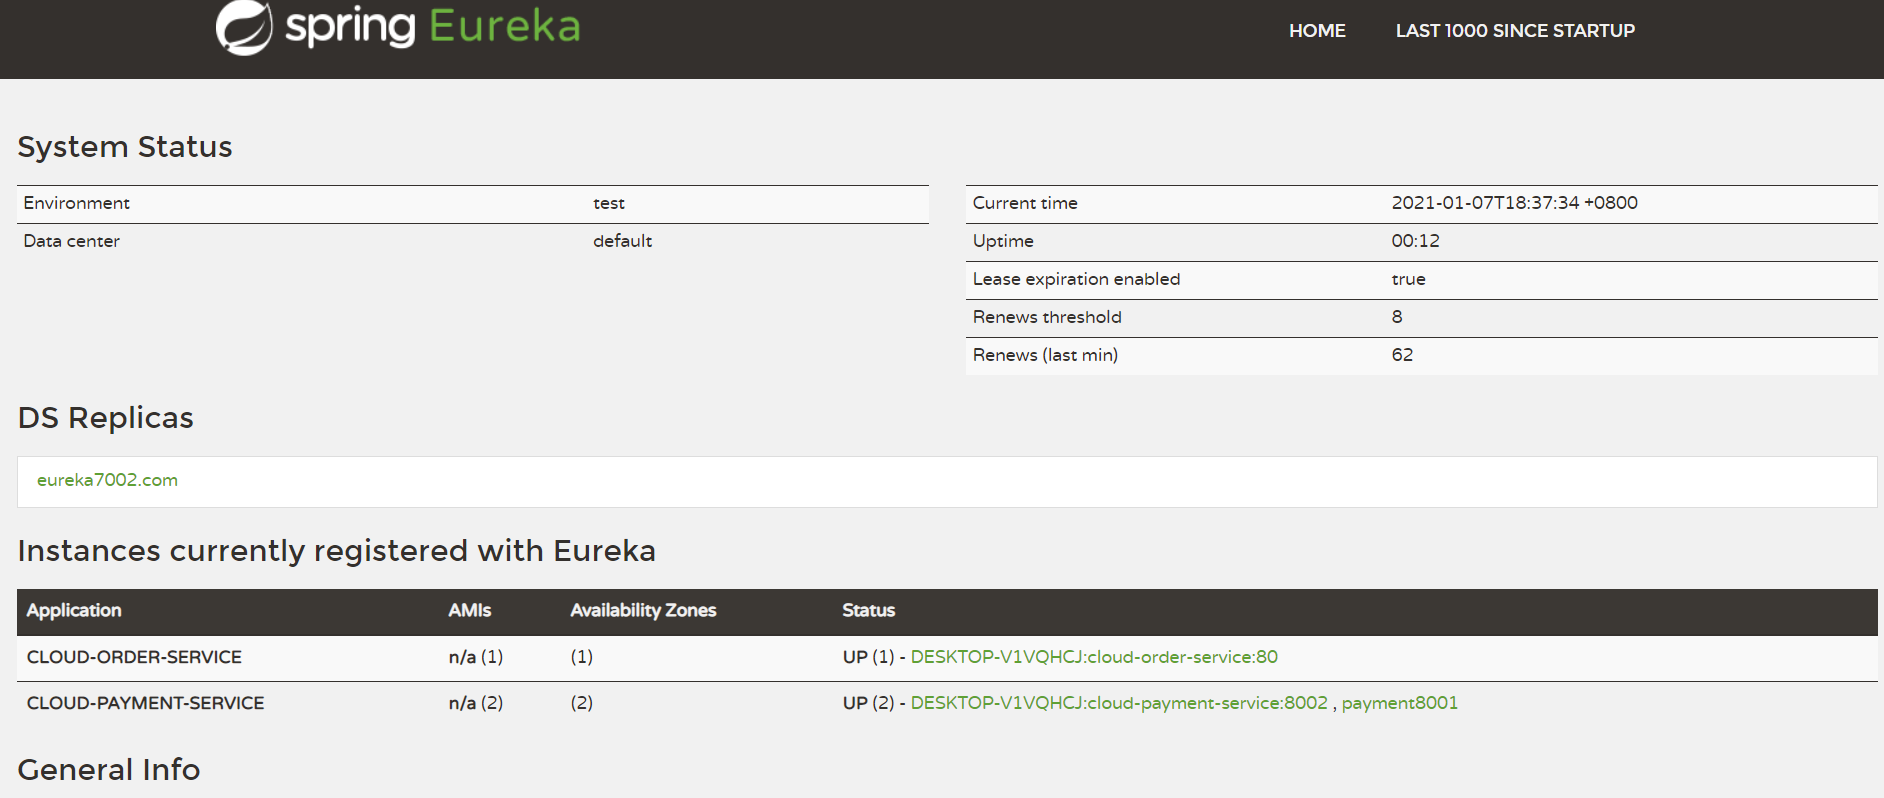 spring Eureka
HOME LAST 1000 SINCE STARTUP
System Status
Environment test
Data center default
Current time 2021-01-07T18:37:34 +0800
Uptime 00:12
Lease expiration enabled true
Renews threshold 8
Renews (last min) 62
DS Replicas
eureka7002.com
Instances currently registered with Eureka
Application AMIs Availability Zones Status
CLOUD-ORDER-SERVICE n/a (1) (1) UP (1) - DESKTOP-V1VQHCJ:cloud-order-service:80
CLOUD-PAYMENT-SERVICE n/a (2) (2) UP (2) - DESKTOP-V1VQHCJ:cloud-payment-service:8002 , payment8001
General Info